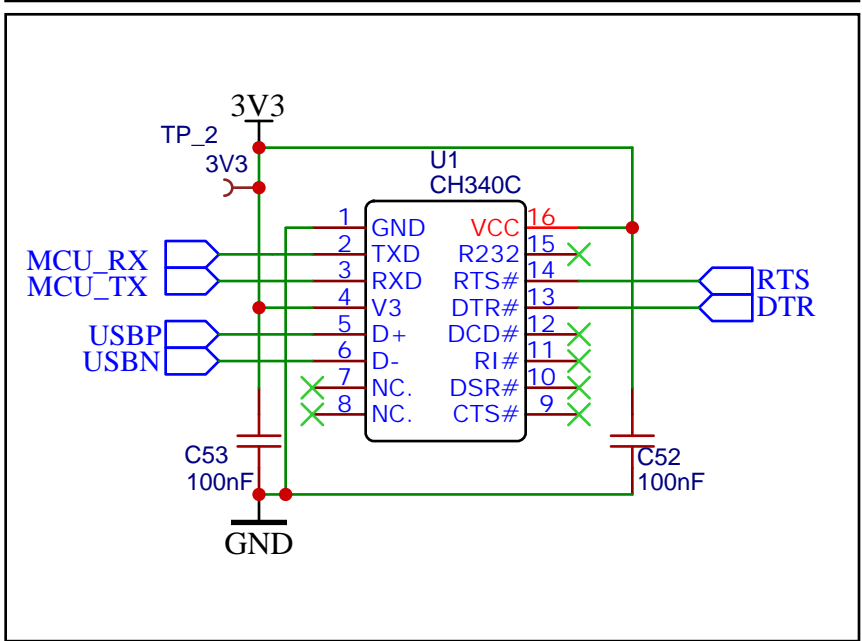 3V3
TP_2
3V3
U1
CH340C
1 GND VCC 16
2 TXD R232 15
3 RXD RTS# 14
4 V3 DTR# 13
5 D+ DCD# 12
6 D- RI# 11
7 NC. DSR# 10
8 NC. CTS# 9
MCU_RX
MCU_TX
USBP
USBN
RTS
DTR
C53
100nF
C52
100nF
GND